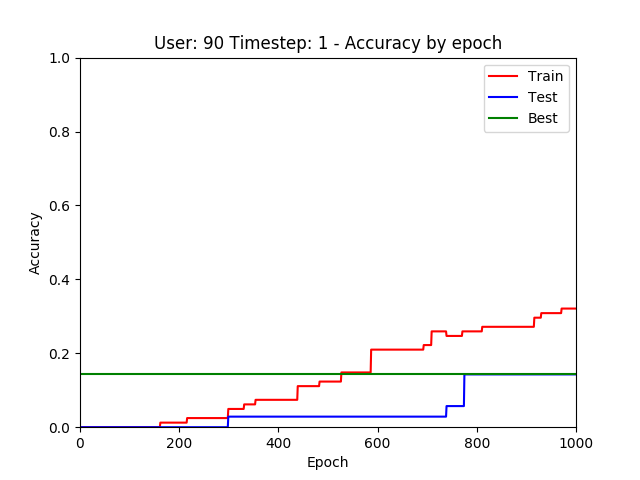 User: 90 Timestep: 1 - Accuracy by epoch
1.0
0.8
0.6
0.4
0.2
0.0
Accuracy
Train
Test
Best
0 200 400 600 800 1000
Epoch